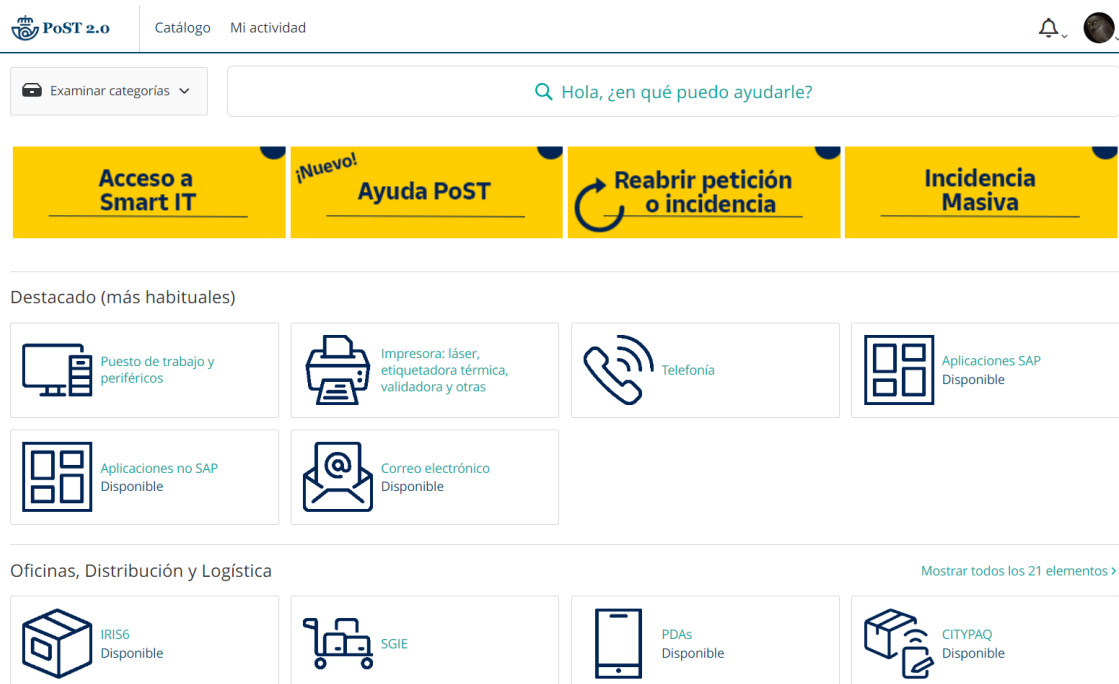 PoST 2.0
Catálogo
Mi actividad
Examinar categorías
Hola, ¿en qué puedo ayudarle?
Acceso a
Smart IT
¡Nuevo!
Ayuda PoST
Reabrir petición
o incidencia
Incidencia
Masiva
Destacado (más habituales)
Puesto de trabajo y
periféricos
Impresora: láser,
etiquetadora térmica,
validadora y otras
Telefonía
Aplicaciones SAP
Disponible
Aplicaciones no SAP
Disponible
@
Correo electrónico
Disponible
Oficinas, Distribución y Logística
Mostrar todos los 21 elementos
IRIS6
Disponible
SGIE
PDAs
Disponible
CITYPAQ
Disponible